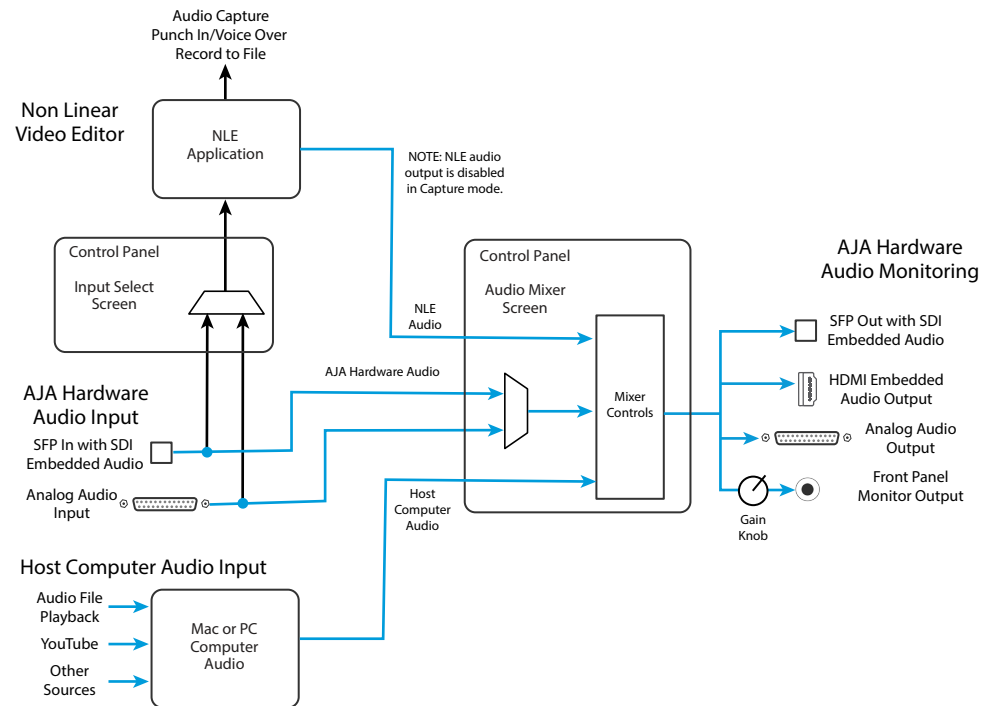 Audio Capture
Punch In/Voice Over
Record to File
Non Linear
Video Editor
NLE
Application
NOTE: NLE audio
output is disabled
in Capture mode.
Control Panel
Input Select
Screen
Control Panel
Audio Mixer
Screen
AJA Hardware
Audio Monitoring
NLE
Audio
SFP Out with SDI
Embedded Audio
AJA Hardware Audio
HDMI Embedded
Audio Output
Mixer
Controls
AJA Hardware
Audio Input
SFP In with SDI
Embedded Audio
Analog Audio
Output
Analog Audio
Input
Host
Computer
Audio
Front Panel
Monitor Output
Gain
Knob
Host Computer Audio Input
Audio File
Playback
YouTube
Other
Sources
Mac or PC
Computer
Audio